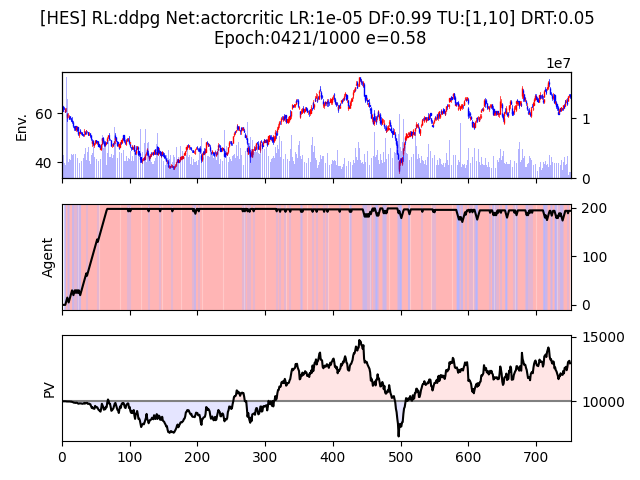 [HES] RL:ddpg Net:actorcritic LR:1e-05 DF:0.99 TU:[1,10] DRT:0.05
Epoch:0421/1000 e=0.58
1e7
Env.
60
40
1
0
Agent
200
100
0
PV
15000
10000
0
100
200
300
400
500
600
700